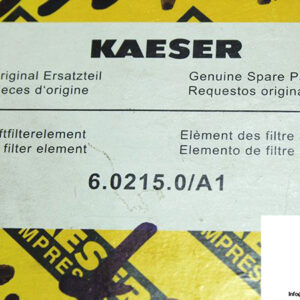 KAESER
riginal Ersatzteil Genuine Spare P
ieces d'origine Requestos origina
ftfilterelement Elèment des filtre
filter element Elemento de filtre
6.0215.0/A1
MPRES